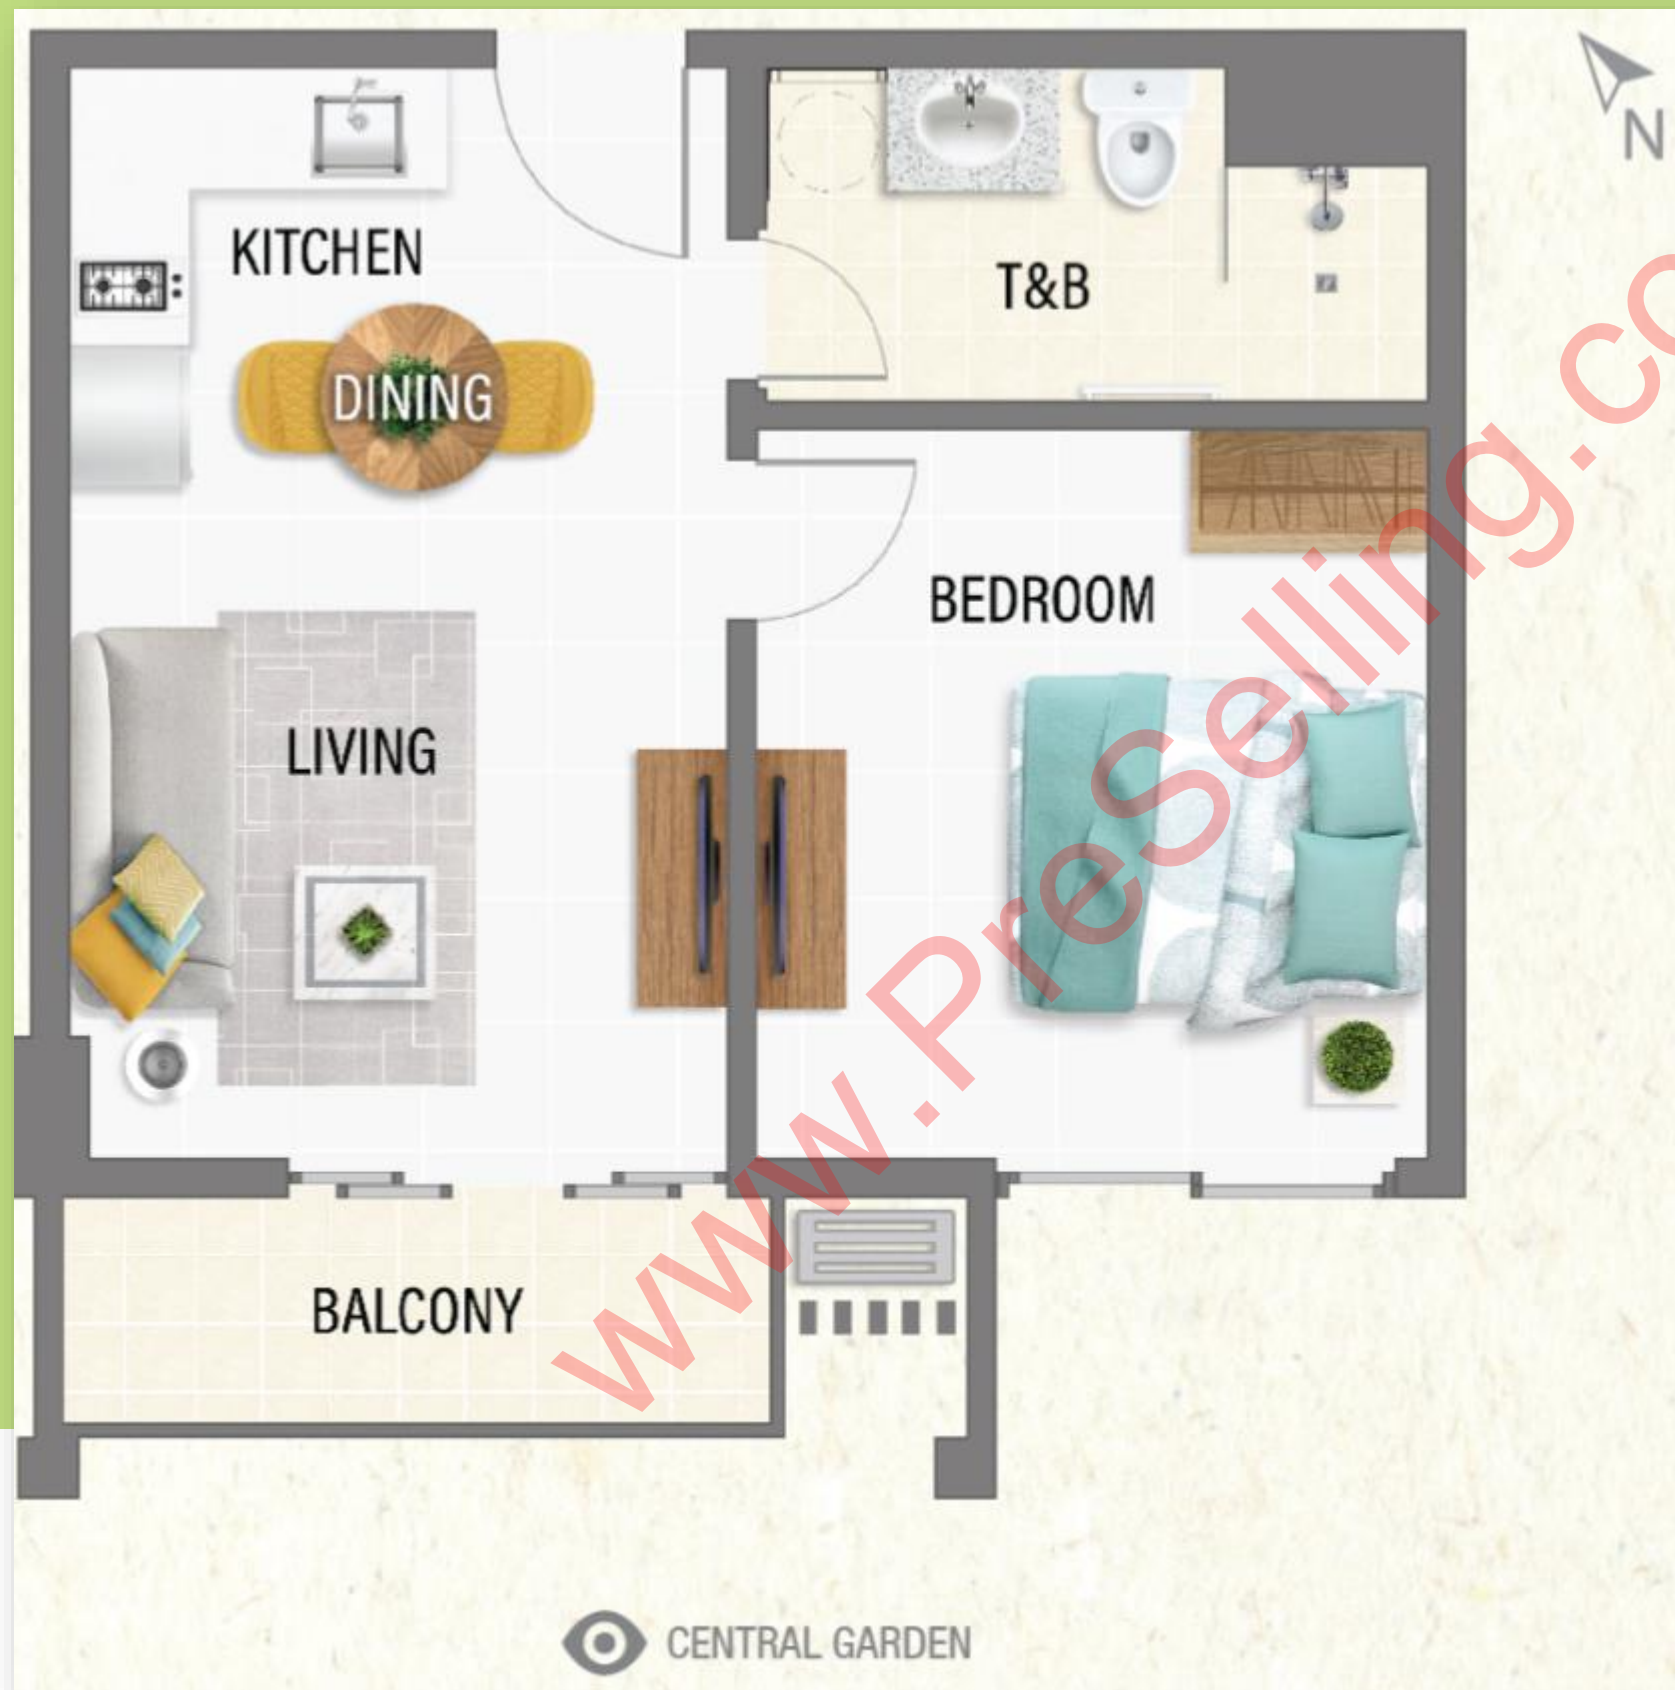 N
KITCHEN
T&B
DINING
BEDROOM
LIVING
BALCONY
CENTRAL GARDEN
www.PreSelling.co